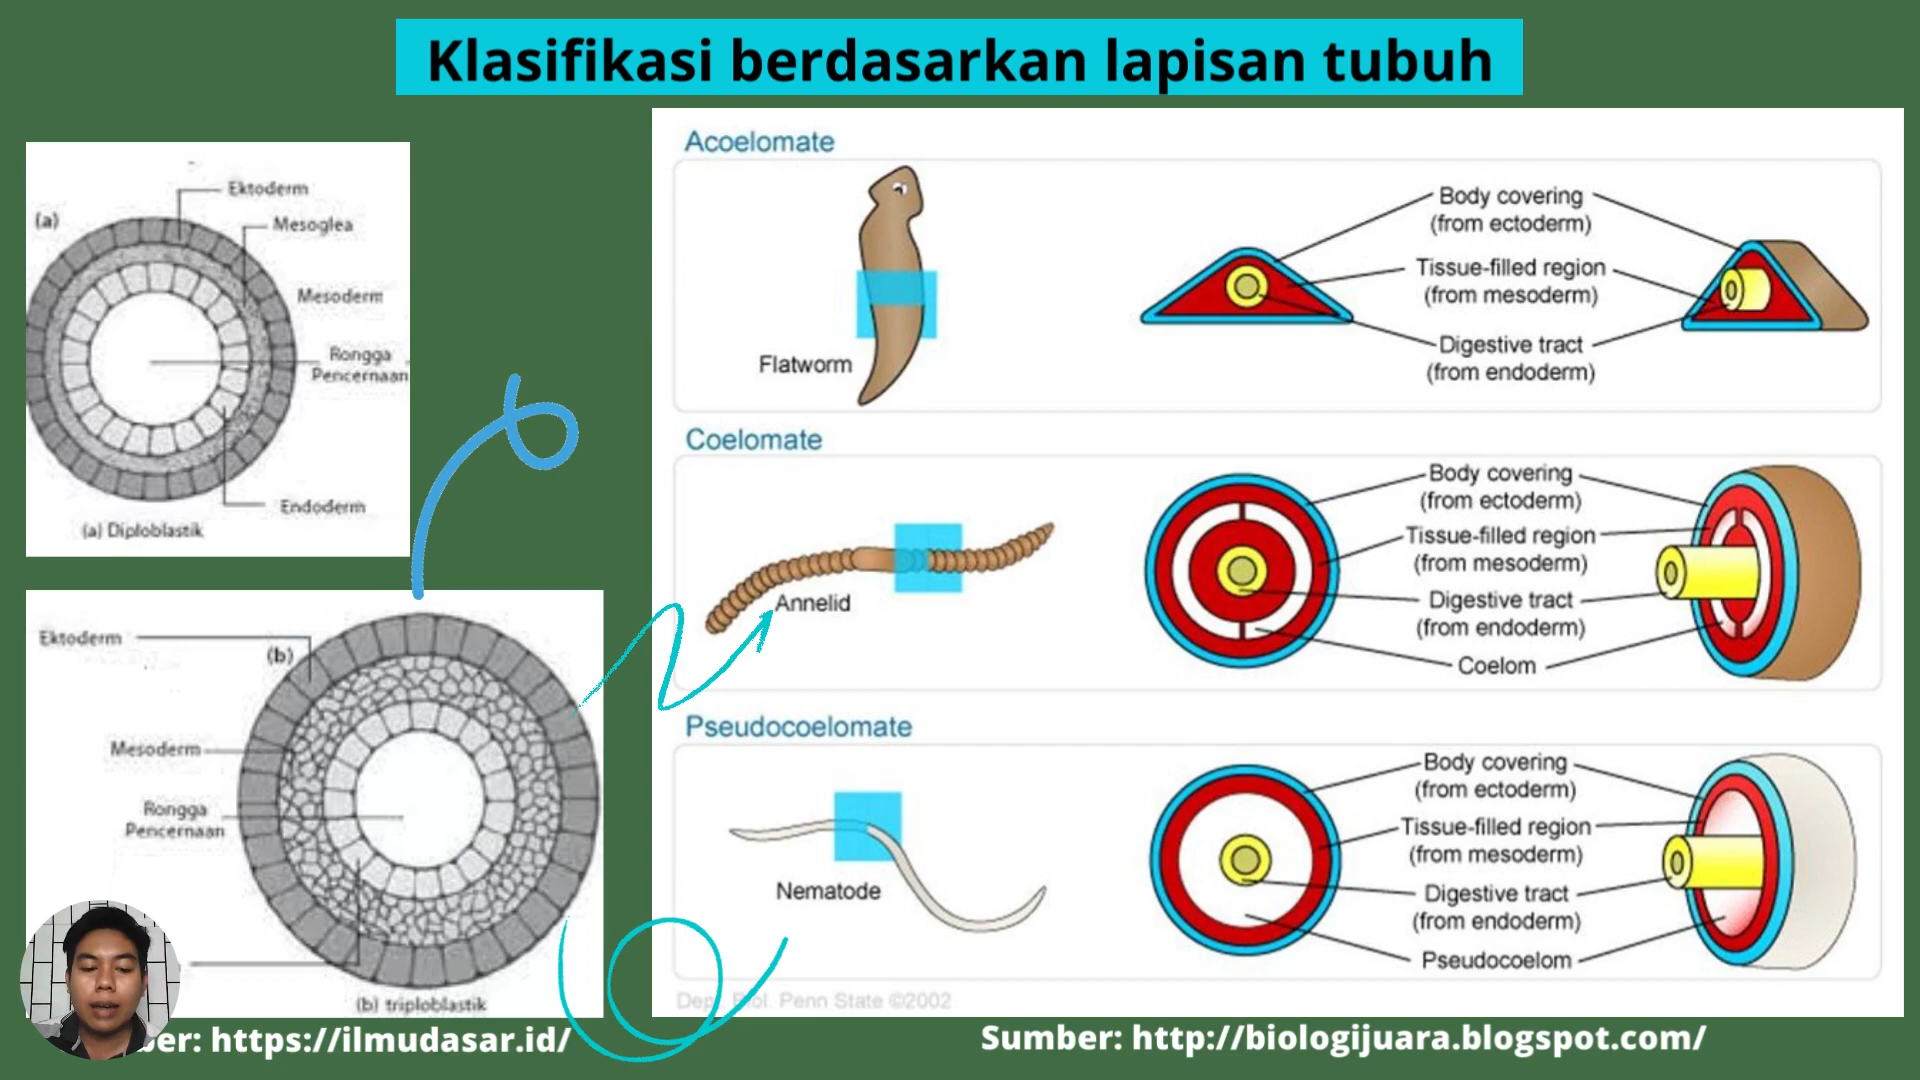 Klasifikasi berdasarkan lapisan tubuh
Ektoderm
(a)
Mesoglea
Mesoderm
Rongga
Pencernaan
Endoderm
(a) Diploblastik
Ektoderm
(b)
Mesoderm
Rongga
Pencernaan
(b) triploblastik
https://ilmudasar.id/
Acoelomate
Flatworm
Body covering
(from ectoderm)
Tissue-filled region
(from mesoderm)
Digestive tract
(from endoderm)
Coelomate
Annelid
Body covering
(from ectoderm)
Tissue-filled region
(from mesoderm)
Digestive tract
(from endoderm)
Coelom
Pseudocoelomate
Nematode
Body covering
(from ectoderm)
Tissue-filled region
(from mesoderm)
Digestive tract
(from endoderm)
Pseudocoelom
Penn State ©2002
Sumber: http://biologijuara.blogspot.com/